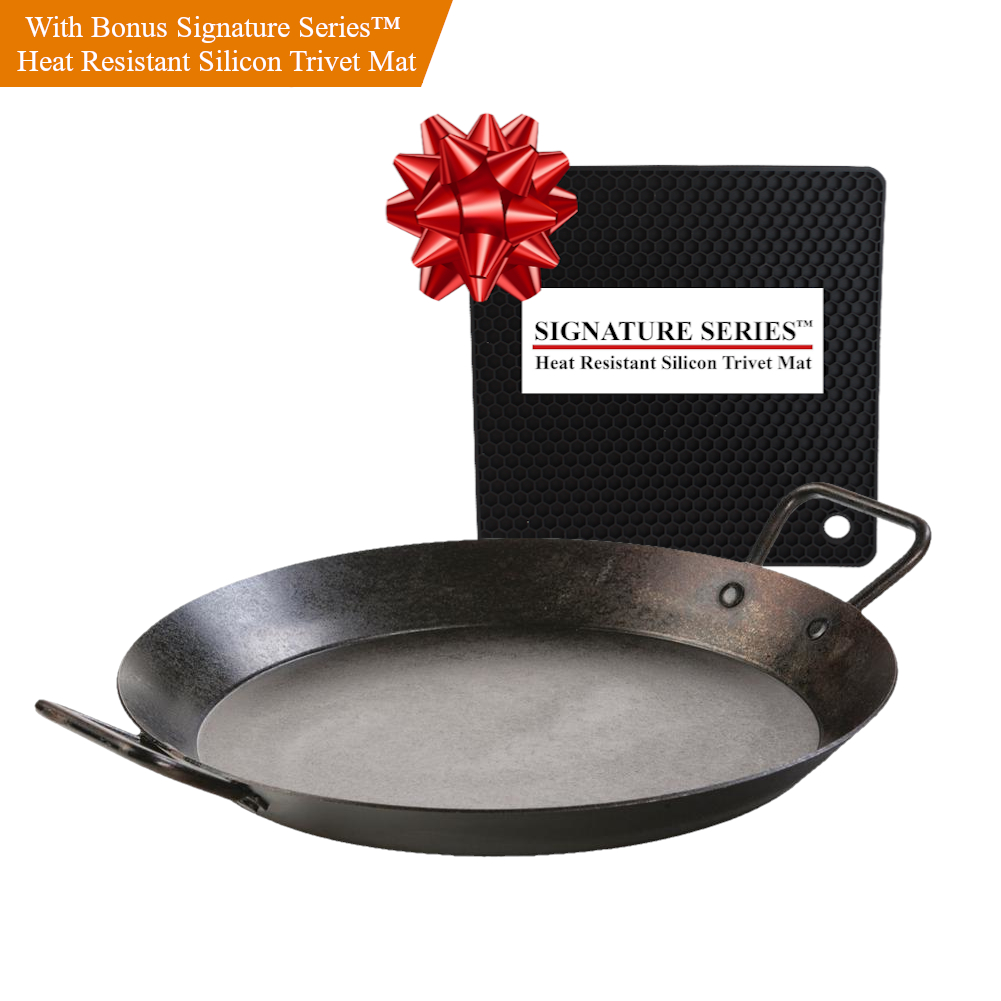 With Bonus Signature Series™
Heat Resistant Silicon Trivet Mat
SIGNATURE SERIES™
Heat Resistant Silicon Trivet Mat